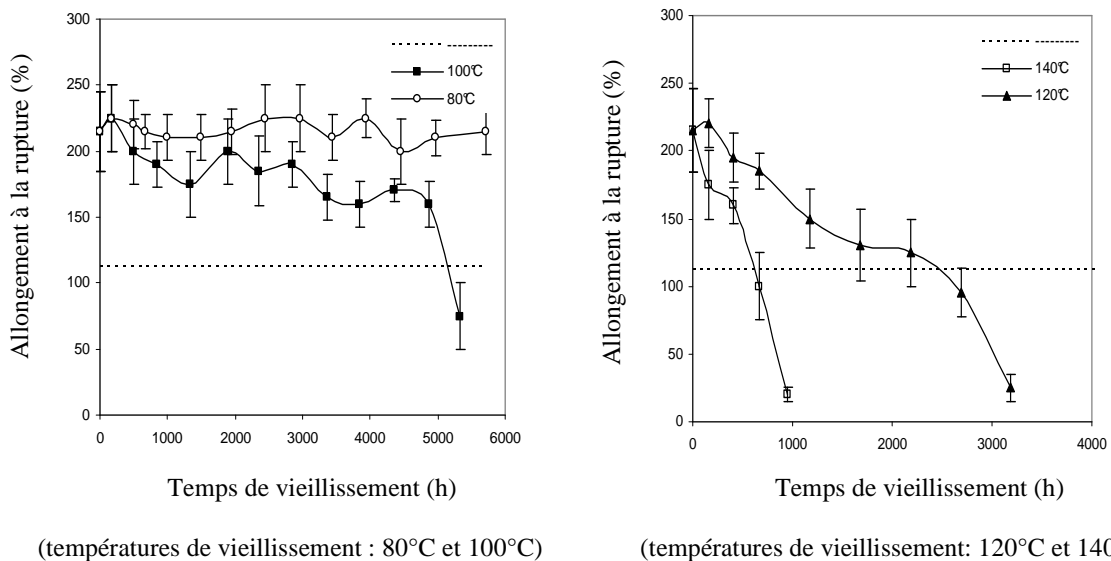 300
250
200
150
100
50
0
Allongement à la rupture (%)
100°C
80°C
0 1000 2000 3000 4000 5000 6000
Temps de vieillissement (h)
(températures de vieillissement : 80°C et 100°C)
300
250
200
150
100
50
0
Allongement à la rupture (%)
140°C
120°C
0 1000 2000 3000 4000
Temps de vieillissement (h)
(températures de vieillissement: 120°C et 140